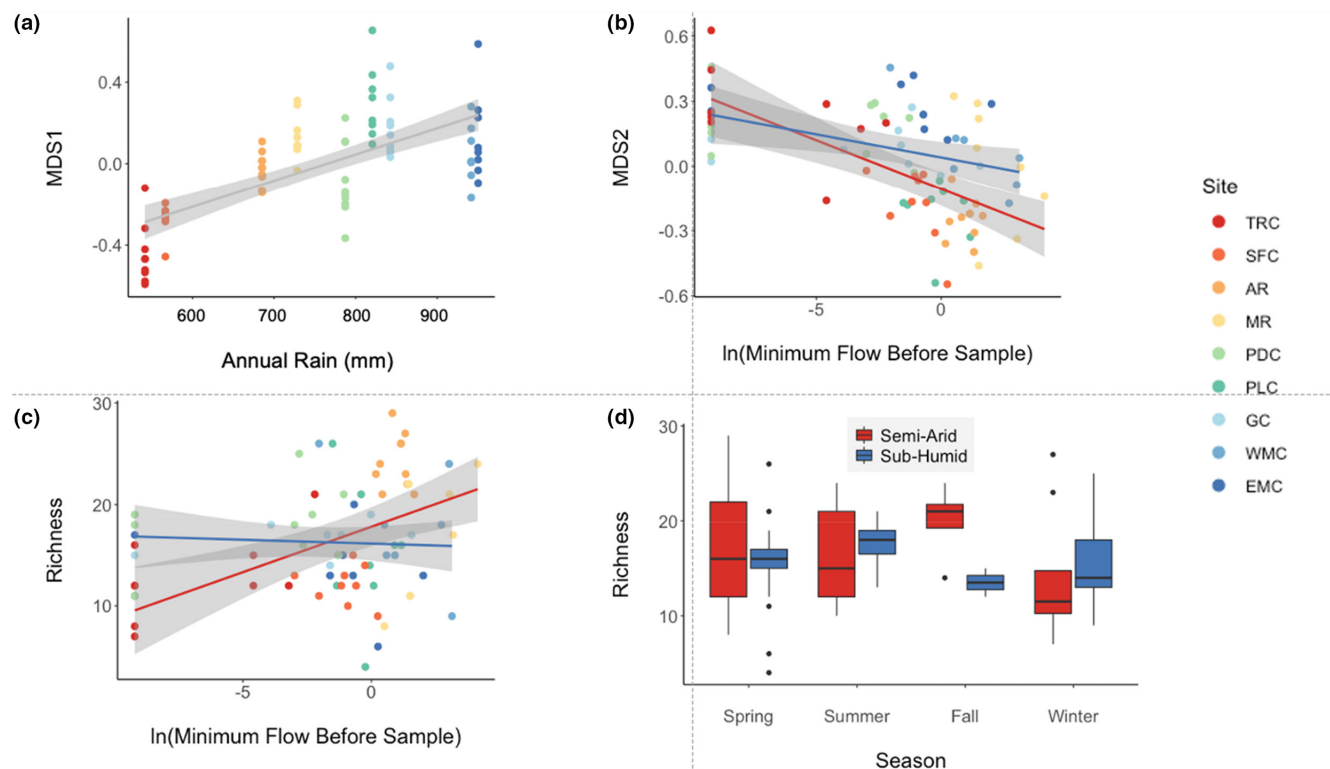 (a)
0.4
0.0
-0.4
MDS1
600 700 800 900
Annual Rain (mm)
(b)
0.6
0.3
0.0
-0.3
-0.6
MDS2
-5 0
ln(Minimum Flow Before Sample)
Site
TRC
SFC
AR
MR
PDC
PLC
GC
WMC
EMC
(c)
30
20
10
Richness
-5 0
ln(Minimum Flow Before Sample)
(d)
30
20
10
Richness
Semi-Arid
Sub-Humid
Spring Summer Fall Winter
Season